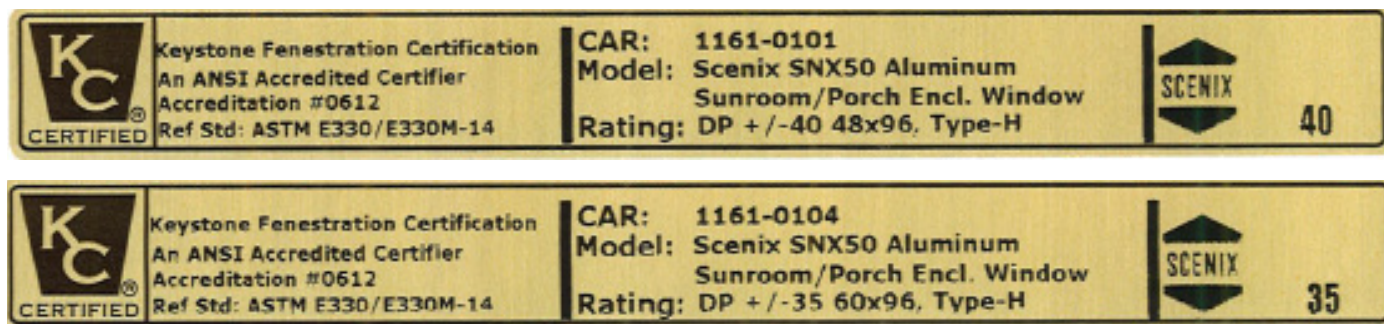 KC®
CERTIFIED
Keystone Fenestration Certification
An ANSI Accredited Certifier
Accreditation #0612
Ref Std: ASTM E330/E330M-14
CAR: 1161-0101
Model: Scenix SNX50 Aluminum
Sunroom/Porch Encl. Window
Rating: DP +/-40 48x96, Type-H
SCENIX
40
KC®
CERTIFIED
Keystone Fenestration Certification
An ANSI Accredited Certifier
Accreditation #0612
Ref Std: ASTM E330/E330M-14
CAR: 1161-0104
Model: Scenix SNX50 Aluminum
Sunroom/Porch Encl. Window
Rating: DP +/-35 60x96, Type-H
SCENIX
35